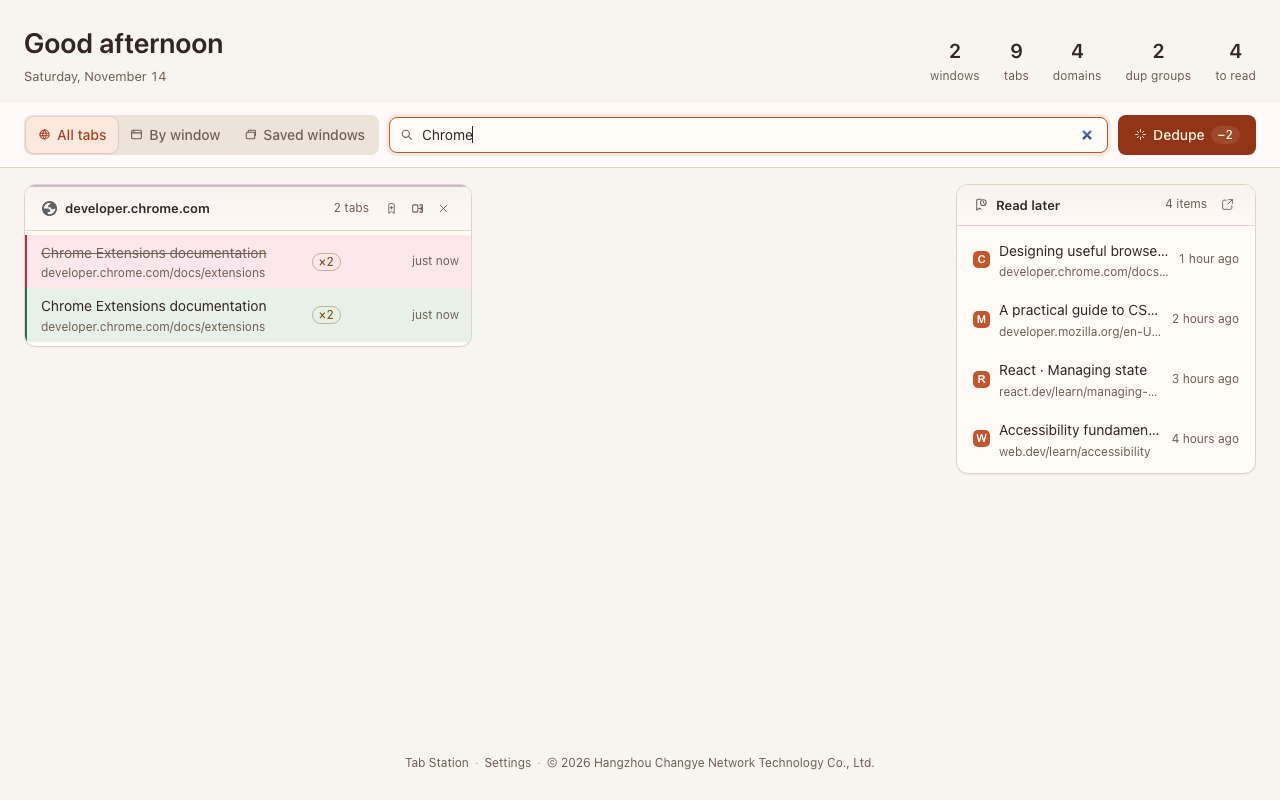 Good afternoon
Saturday, November 14
2 windows
9 tabs
4 domains
2 dup groups
4 to read
All tabs
By window
Saved windows
Chrome
Dedupe −2
developer.chrome.com 2 tabs
Chrome Extensions documentation
developer.chrome.com/docs/extensions
×2
just now
Chrome Extensions documentation
developer.chrome.com/docs/extensions
×2
just now
Read later 4 items
C
Designing useful browse...
developer.chrome.com/docs...
1 hour ago
M
A practical guide to CS...
developer.mozilla.org/en-U...
2 hours ago
R
React · Managing state
react.dev/learn/managing-...
3 hours ago
W
Accessibility fundamen...
web.dev/learn/accessibility
4 hours ago
Tab Station · Settings · © 2026 Hangzhou Changye Network Technology Co., Ltd.